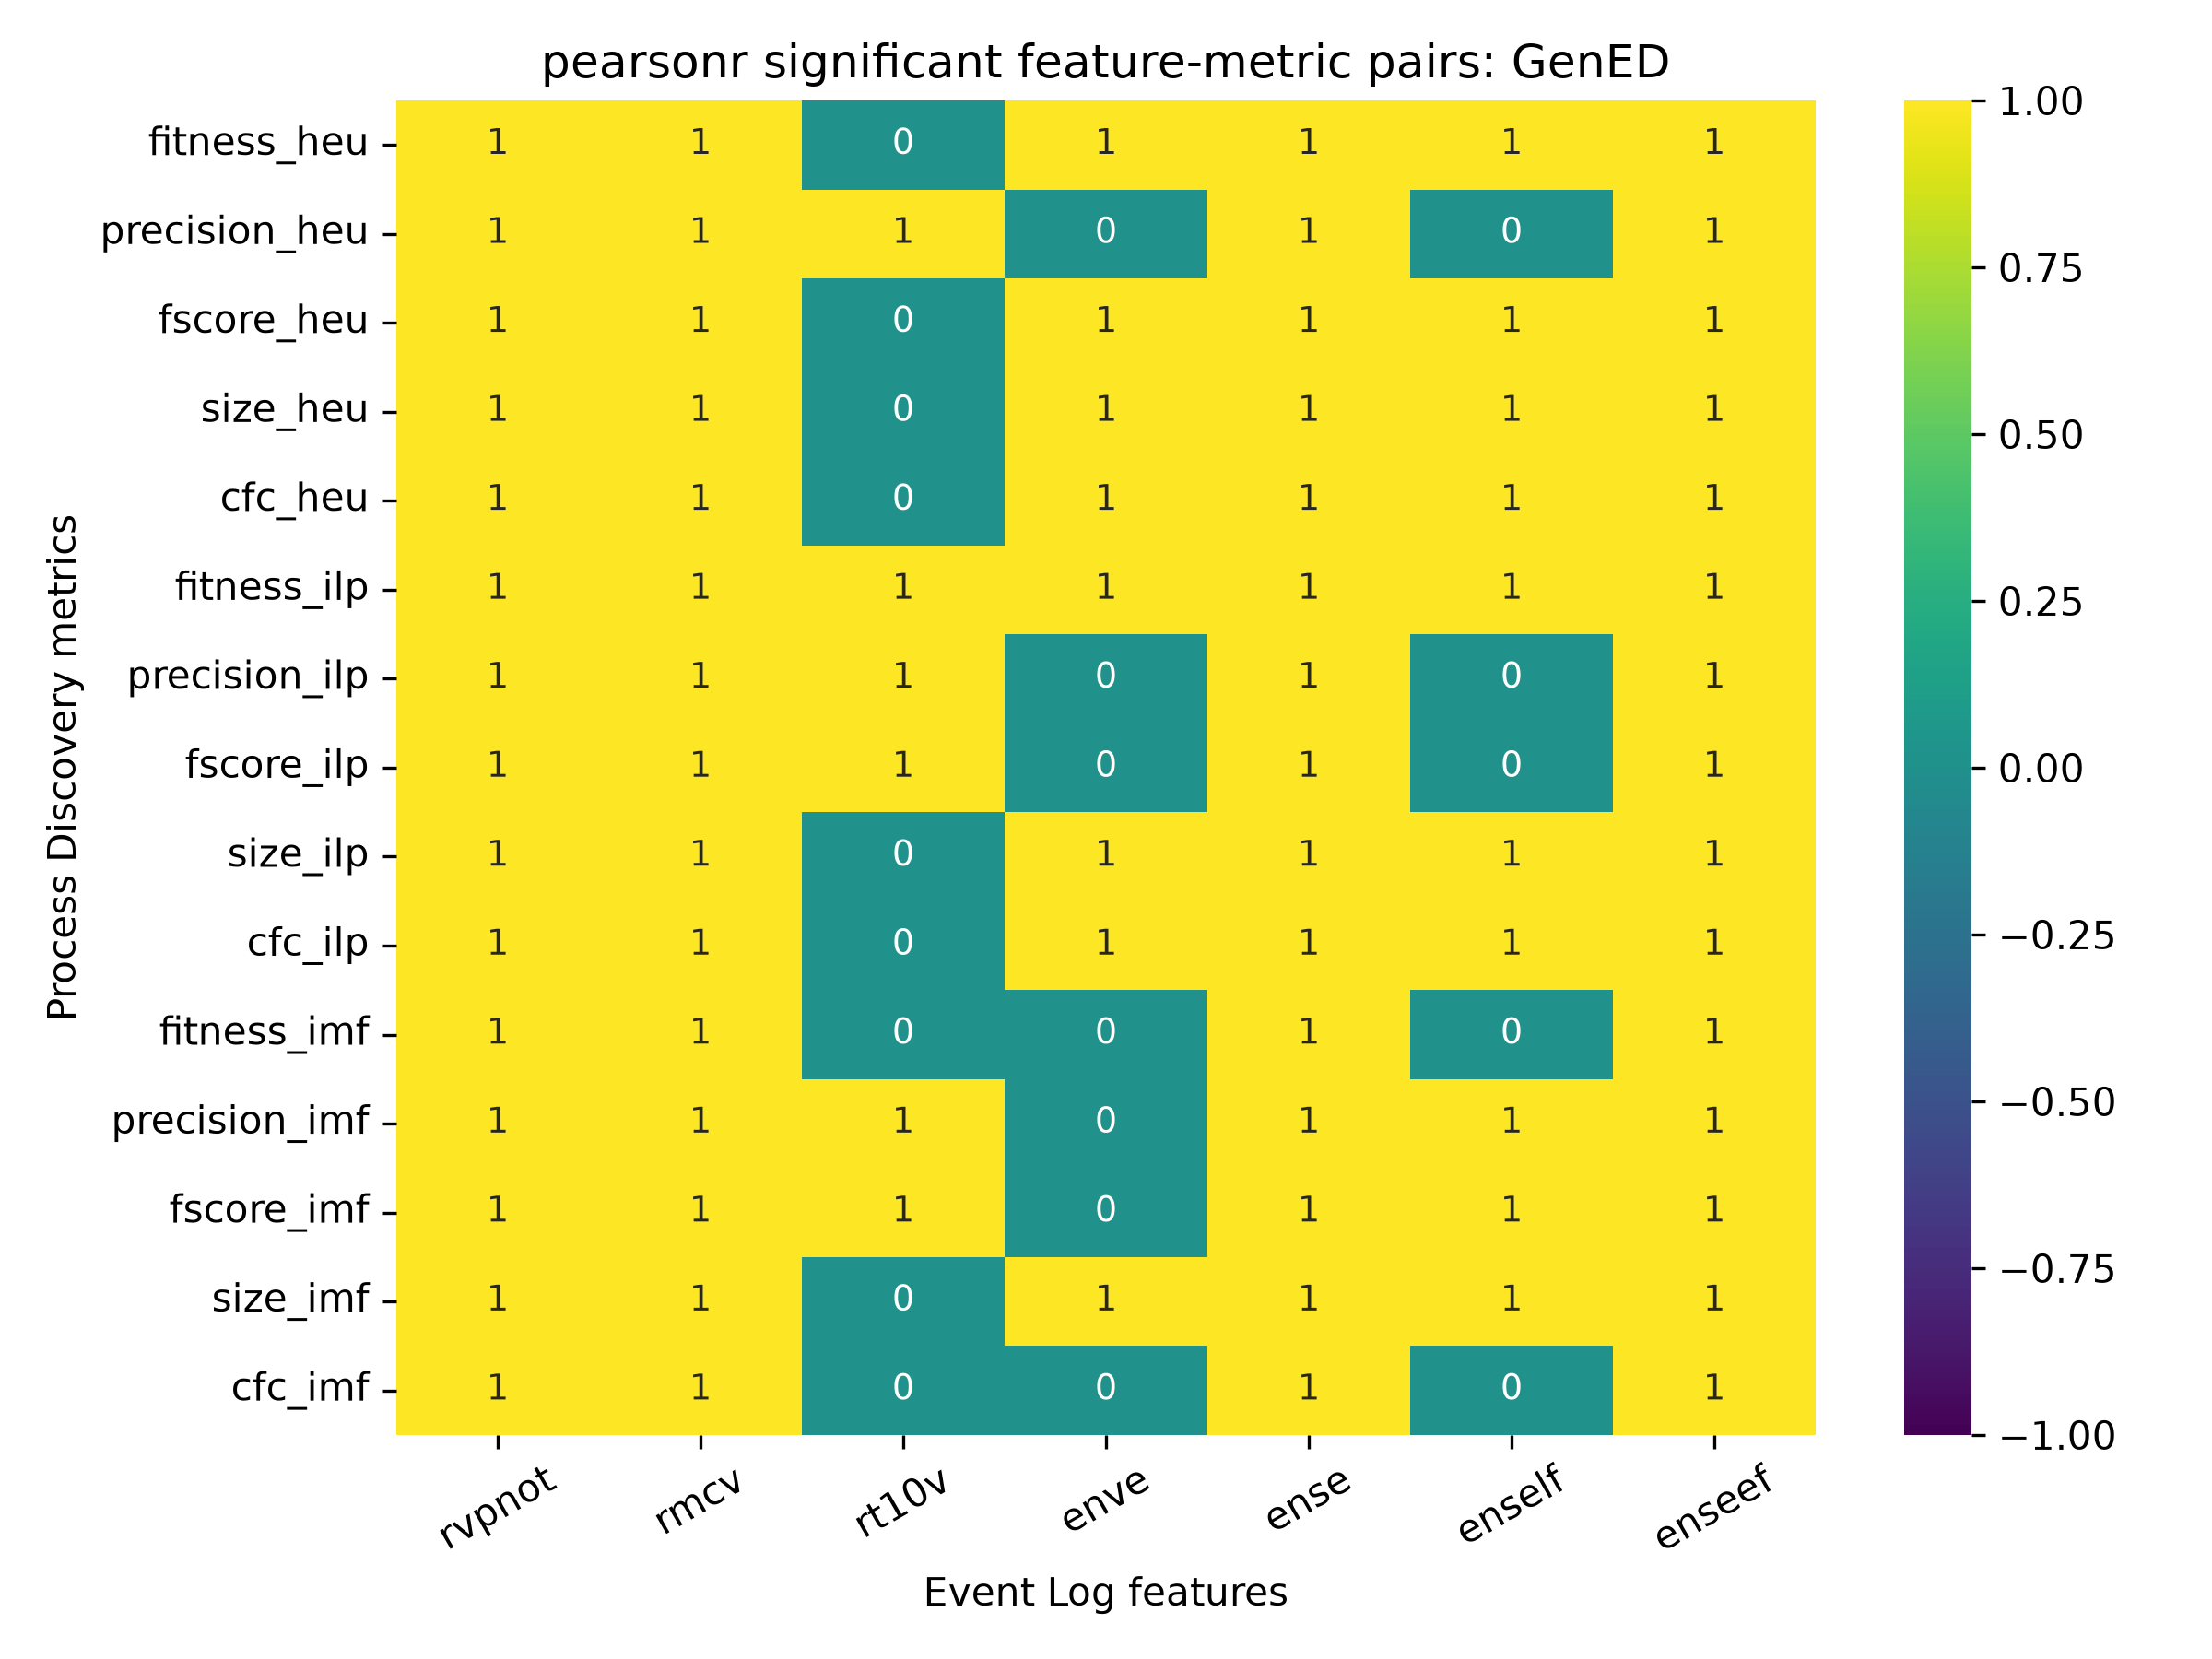 pearsonr significant feature-metric pairs: GenED
fitness_heu 1 1 0 1 1 1 1
precision_heu 1 1 1 0 1 0 1
fscore_heu 1 1 0 1 1 1 1
size_heu 1 1 0 1 1 1 1
cfc_heu 1 1 0 1 1 1 1
fitness_ilp 1 1 1 1 1 1 1
precision_ilp 1 1 1 0 1 0 1
fscore_ilp 1 1 1 0 1 0 1
size_ilp 1 1 0 1 1 1 1
cfc_ilp 1 1 0 1 1 1 1
fitness_imf 1 1 0 0 1 0 1
precision_imf 1 1 1 0 1 1 1
fscore_imf 1 1 1 0 1 1 1
size_imf 1 1 0 1 1 1 1
cfc_imf 1 1 0 0 1 0 1
rvpnot rmcv rt10v enve ense enself enseef
Event Log features
Process Discovery metrics
1.00
0.75
0.50
0.25
0.00
−0.25
−0.50
−0.75
−1.00